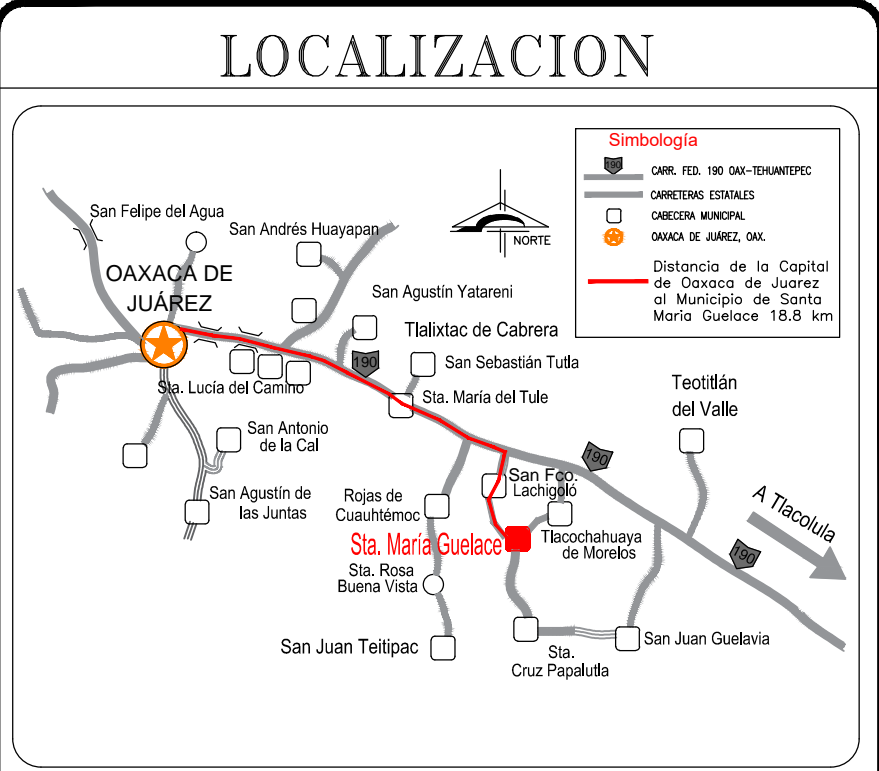 LOCALIZACION
Simbología
190
CARR. FED. 190 OAX-TEHUANTEPEC
CARRETERAS ESTATALES
CABECERA MUNICIPAL
OAXACA DE JUÁREZ, OAX.
Distancia de la Capital
de Oaxaca de Juarez
al Municipio de Santa
Maria Guelace 18.8 km
NORTE
San Felipe del Agua
San Andrés Huayapan
OAXACA DE
JUÁREZ
San Agustín Yatareni
Tlalixtac de Cabrera
190
San Sebastián Tutla
Sta. Lucía del Camino
Sta. María del Tule
Teotitlán
del Valle
San Antonio
de la Cal
190
San Fco.
Lachigoló
San Agustín de
las Juntas
Rojas de
Cuauhtémoc
A Tlacolula
Sta. María Guelace
Tlacochahuaya
de Morelos
190
Sta. Rosa
Buena Vista
San Juan Teitipac
Sta.
Cruz Papalutla
San Juan Guelavia